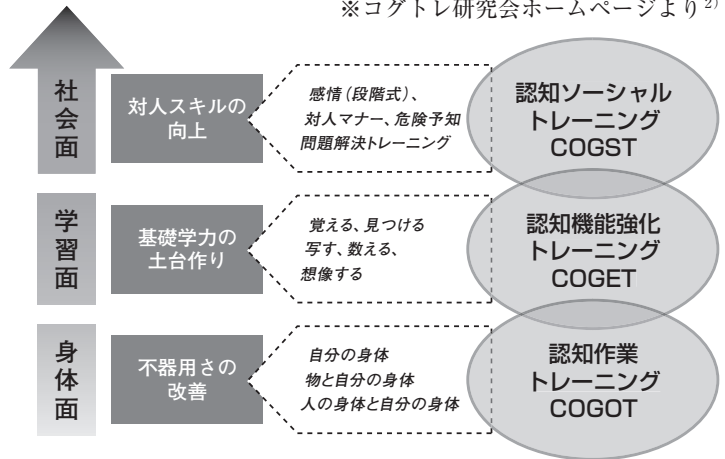 ※コグトレ研究会ホームページより2)
社会面
対人スキルの
向上
感情(段階式)、
対人マナー、危険予知
問題解決トレーニング
認知ソーシャル
トレーニング
COGST
学習面
基礎学力の
土台作り
覚える、見つける
写す、数える、
想像する
認知機能強化
トレーニング
COGET
身体面
不器用さの
改善
自分の身体
物と自分の身体
人の身体と自分の身体
認知作業
トレーニング
COGOT